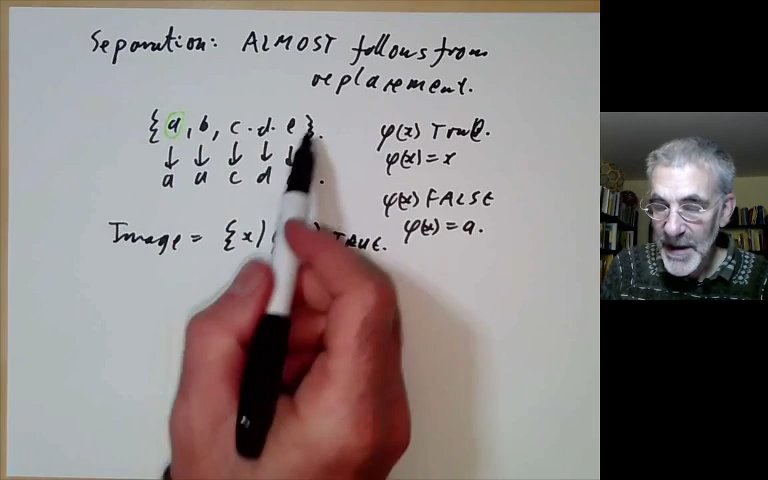 Separation: ALMOST follows from
replacement.
{a, b, c. d. e }. φ(x) TRUE.
↓ ↓ ↓ ↓ ↓ φ(x) = x
a a c d . φ(x) FALSE
Image = {x| TRUE. φ(x) = a.